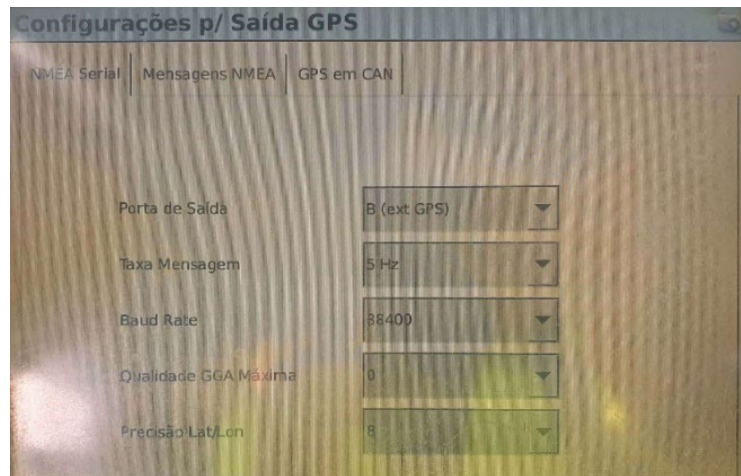 Configurações p/ Saída GPS
NMEA Serial Mensagens NMEA GPS em CAN
Porta de Saída B (ext GPS)
Taxa Mensagem 5 Hz
Baud Rate 38400
Qualidade GGA Máxima 0
Precisão Lat/Lon 8